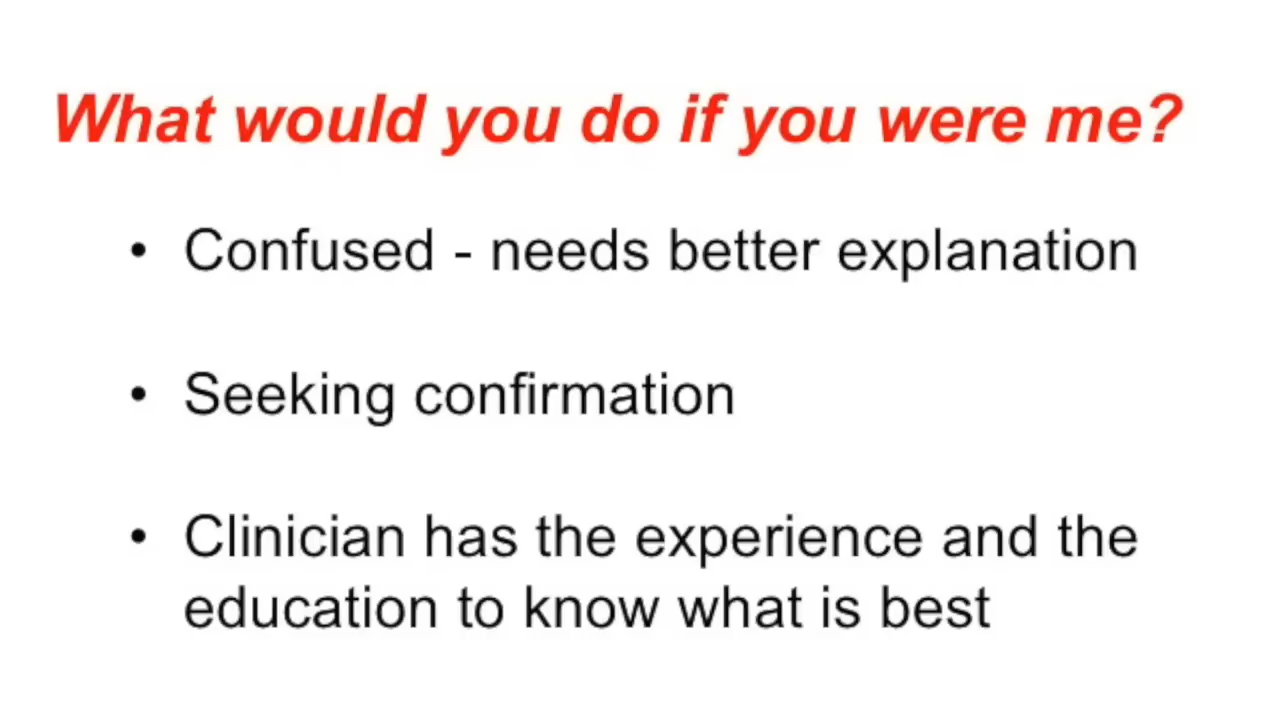 What would you do if you were me?
• Confused - needs better explanation
• Seeking confirmation
• Clinician has the experience and the
education to know what is best